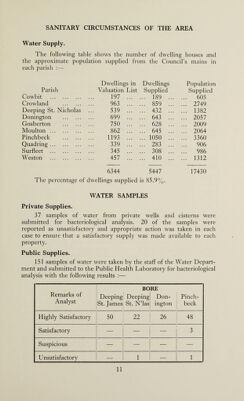 SANITARY CIRCUMSTANCES OF THE AREA
Water Supply.
The following table shows the number of dwelling houses and
the approximate population supplied from the Council's mains in
each parish :—
Dwellings in Dwellings Population
Parish Valuation List Supplied Supplied
Cowbit ... ... ... ... 197 ... ... 189 ... ... 605
Crowland ... ... ... 963 ... ... 859 ... ... 2749
Deeping St. Nicholas 539 ... ... 432 ... ... 1382
Donington ... ... ... 699 ... ... 643 ... ... 2057
Gosberton ... ... ... 750 ... ... 628 ... ... 2009
Moulton ... ... ... ... 862 ... ... 645 ... ... 2064
Pinchbeck ... ... ... 1193 ... ... 1050 ... ... 3360
Quadring ... ... ... ... 339 ... ... 283 ... ... 906
Surfleet ... ... ... ... 345 ... ... 308 ... ... 986
Weston ... ... ... ... 457 ... ... 410 ... ... 1312
6344 5447 17430
The percentage of dwellings supplied is 85.9%.
WATER SAMPLES
Private Supplies.
37 samples of water from private wells and cisterns were
submitted for bacteriological analysis. 20 of the samples were
reported as unsatisfactory and appropriate action was taken in each
case to ensure that a satisfactory supply was made available to each
property.
Public Supplies.
151 samples of water were taken by the staff of the Water Depart-
ment and submitted to the Public Health Laboratory for bacteriological
analysis with the following results :—
BORE
Remarks of Analyst Deeping St. James Deeping St. N'las Don-ington Pinch-beck
Highly Satisfactory 50 22 26 48
Satisfactory — — — 3
Suspicious — — — —
Unsatisfactory — 1 — 1
11